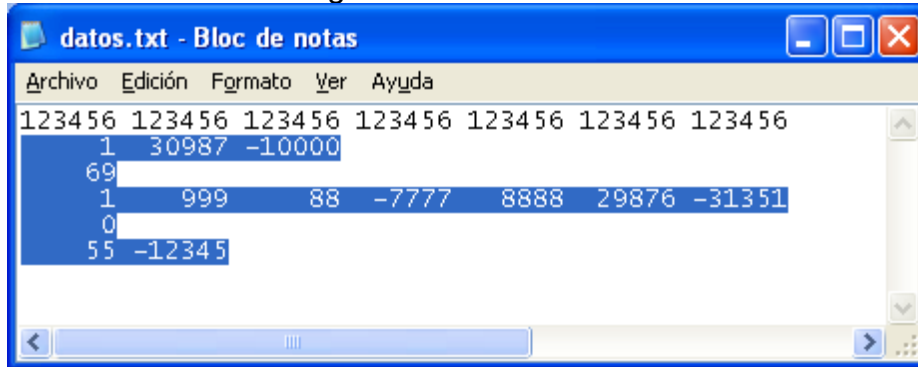 datos.txt - Bloc de notas
Archivo Edición Formato Ver Ayuda
123456 123456 123456 123456 123456 123456 123456
     1  30987 -10000
    69
     1    999     88  -7777   8888  29876 -31351
     0
    55 -12345